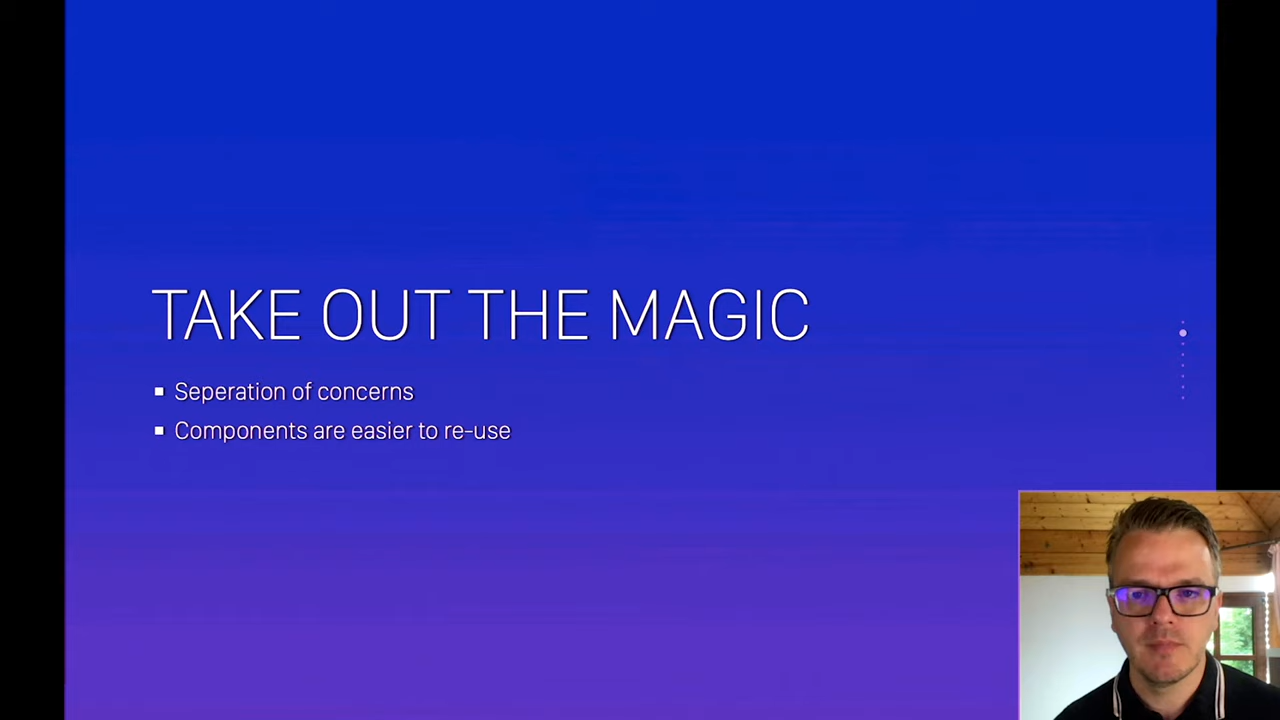 TAKE OUT THE MAGIC
Seperation of concerns
Components are easier to re-use